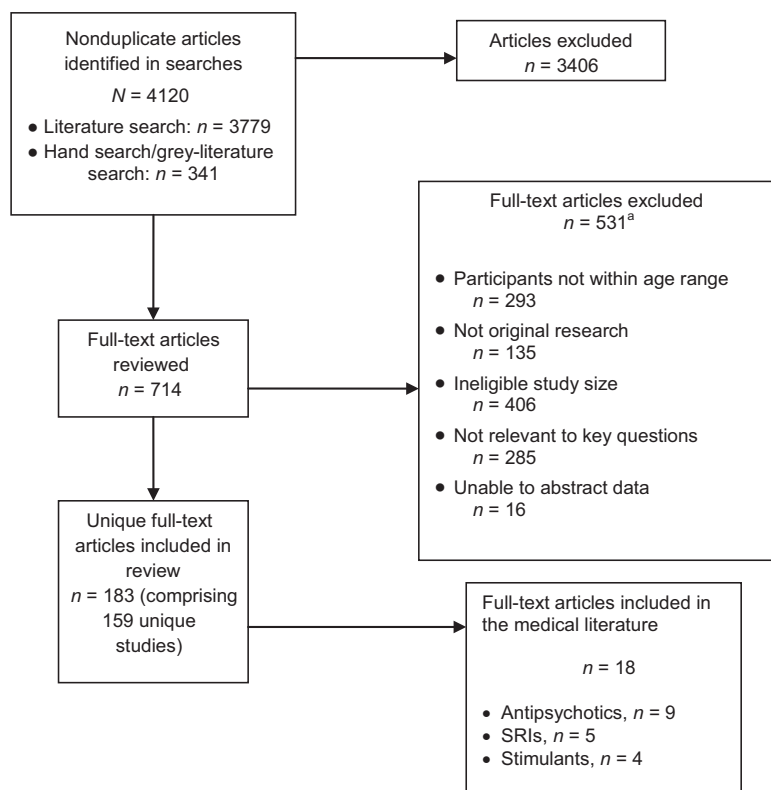 Nonduplicate articles
identified in searches
N = 4120
● Literature search: n = 3779
● Hand search/grey-literature
search: n = 341
Articles excluded
n = 3406
Full-text articles excluded
n = 531a
● Participants not within age range
n = 293
● Not original research
n = 135
● Ineligible study size
n = 406
● Not relevant to key questions
n = 285
● Unable to abstract data
n = 16
Full-text articles
reviewed
n = 714
Unique full-text
articles included in
review
n = 183 (comprising
159 unique
studies)
Full-text articles included in
the medical literature
n = 18
• Antipsychotics, n = 9
• SRIs, n = 5
• Stimulants, n = 4